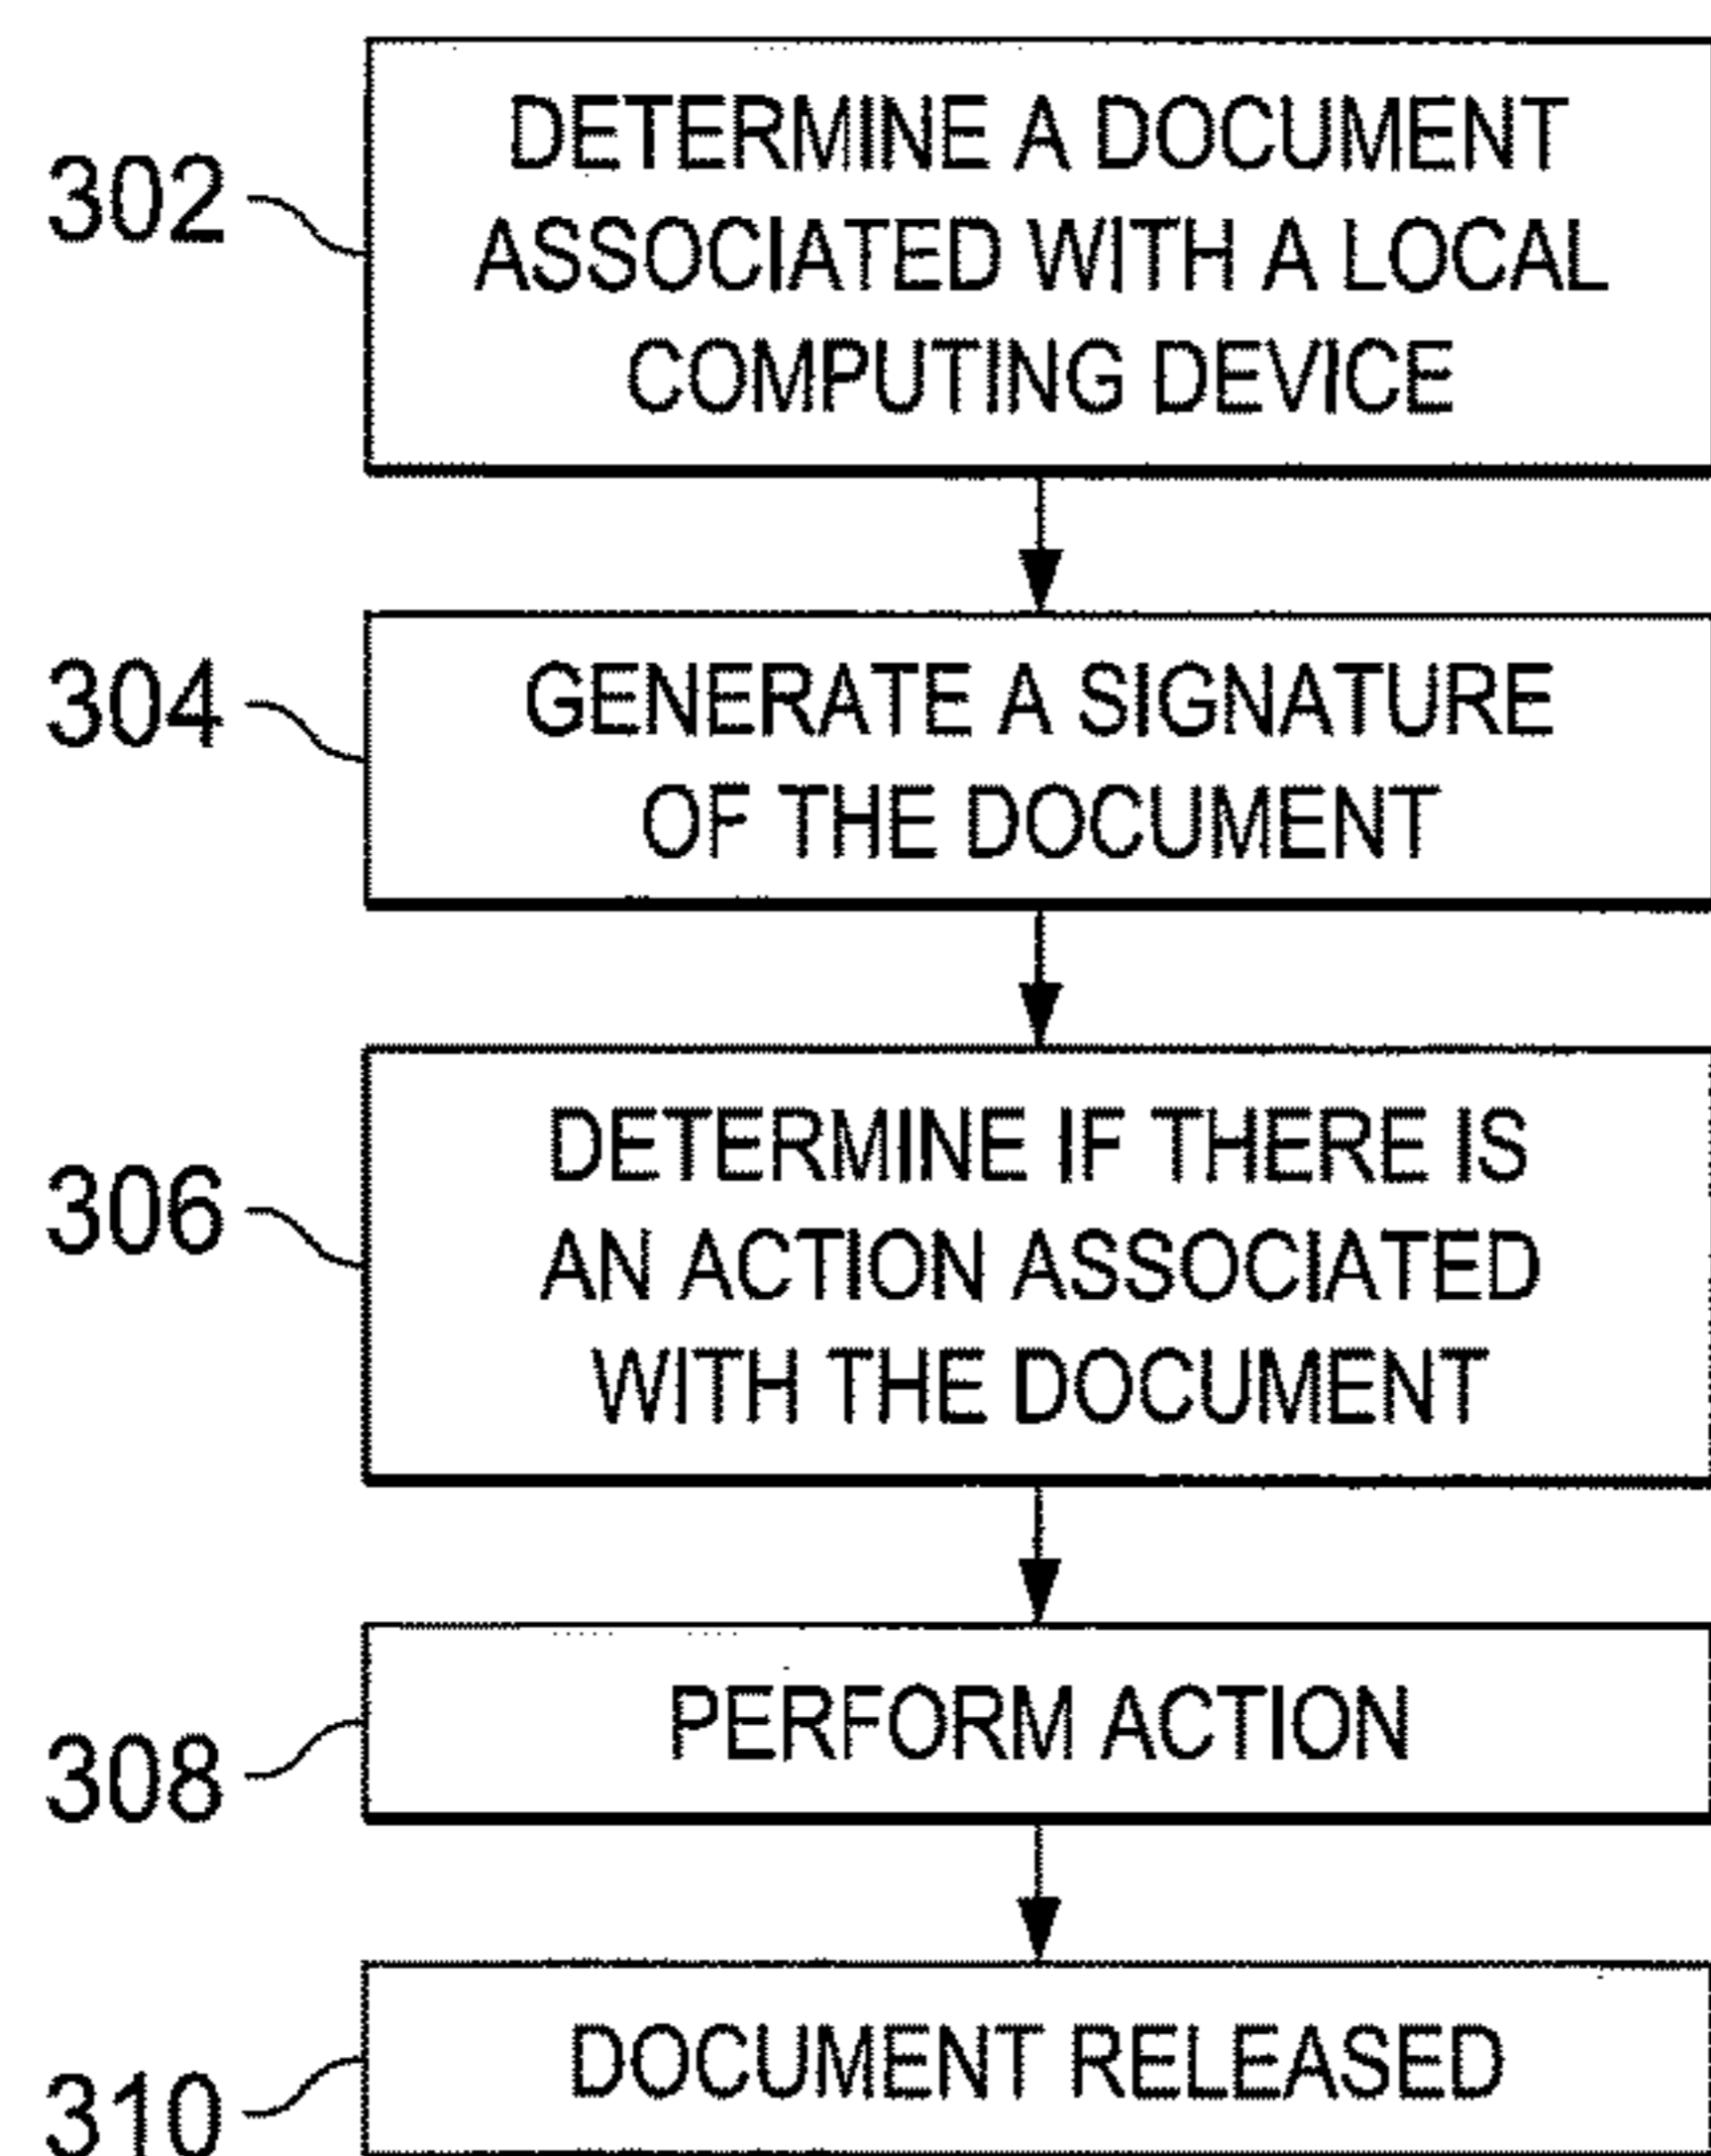 302
DETERMINE A DOCUMENT
ASSOCIATED WITH A LOCAL
COMPUTING DEVICE
304
GENERATE A SIGNATURE
OF THE DOCUMENT
306
DETERMINE IF THERE IS
AN ACTION ASSOCIATED
WITH THE DOCUMENT
308
PERFORM ACTION
310
DOCUMENT RELEASED